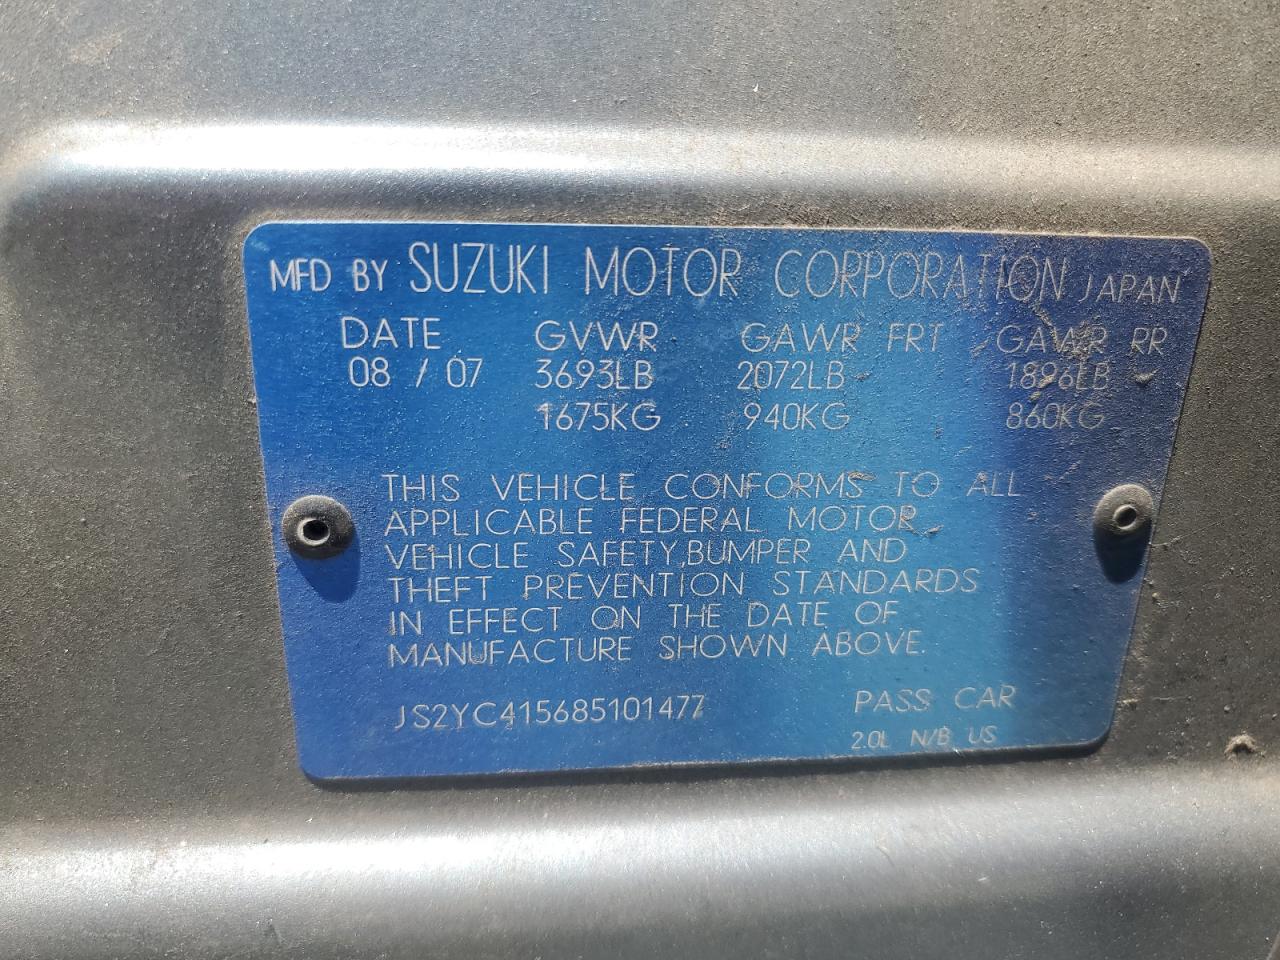 MFD BY SUZUKI MOTOR CORPORATION JAPAN
DATE GVWR GAWR FRT GAWR RR
08 / 07 3693LB 2072LB 1896LB
1675KG 940KG 860KG
THIS VEHICLE CONFORMS TO ALL
APPLICABLE FEDERAL MOTOR
VEHICLE SAFETY,BUMPER AND
THEFT PREVENTION STANDARDS
IN EFFECT ON THE DATE OF
MANUFACTURE SHOWN ABOVE.
JS2YC415685101477 PASS CAR
2.0L N/B US